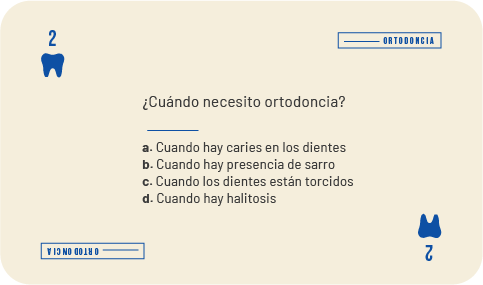 2
ORTODONCIA
¿Cuándo necesito ortodoncia?
a. Cuando hay caries en los dientes
b. Cuando hay presencia de sarro
c. Cuando los dientes están torcidos
d. Cuando hay halitosis
ORTODONCIA
2